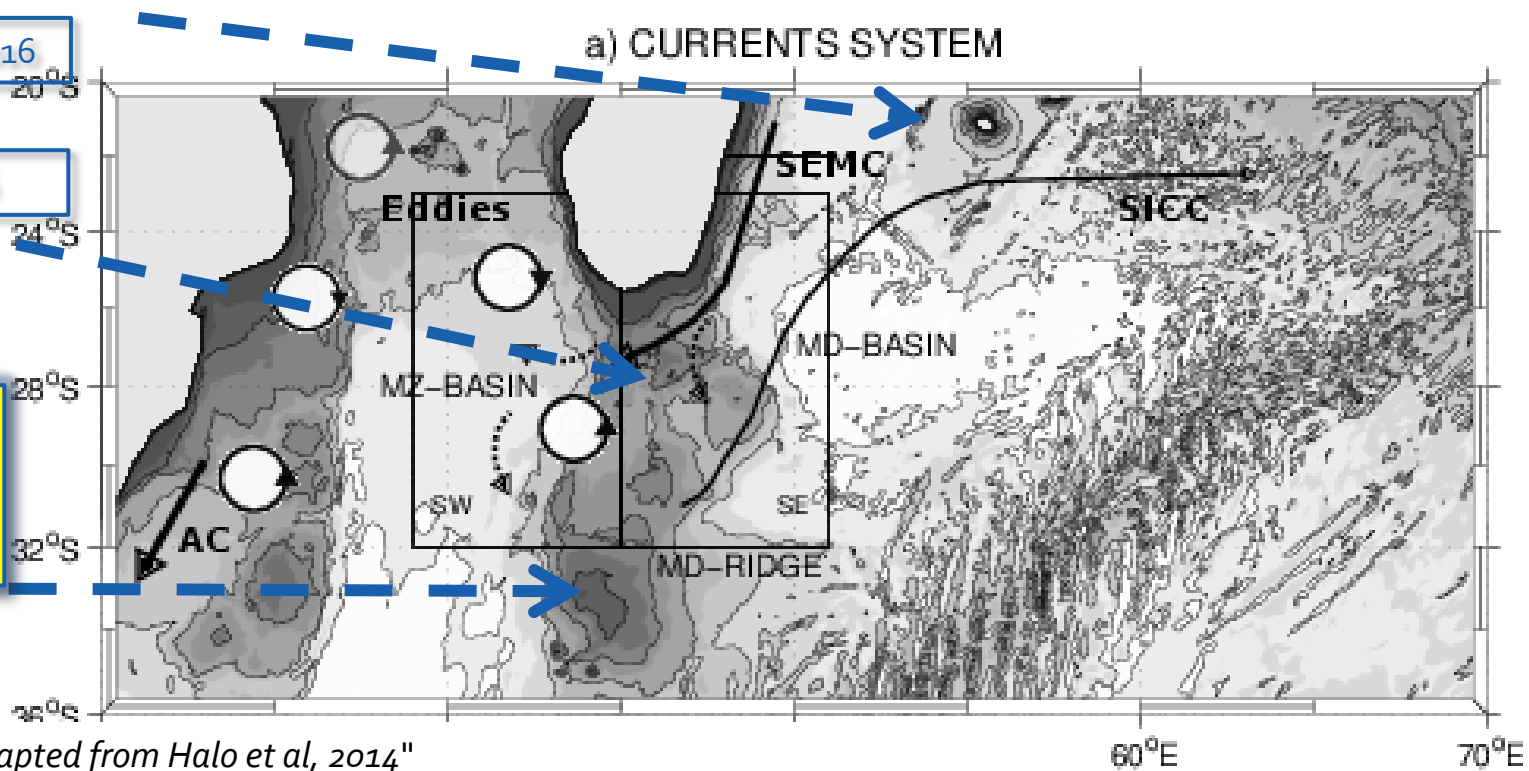 a) CURRENTS SYSTEM
16
20°S
SEMC
Eddies
SICC
24°S
MD-BASIN
MZ-BASIN
28°S
SW
SE
AC
32°S
MD-RIDGE
36°S
apted from Halo et al, 2014"
60°E
70°E